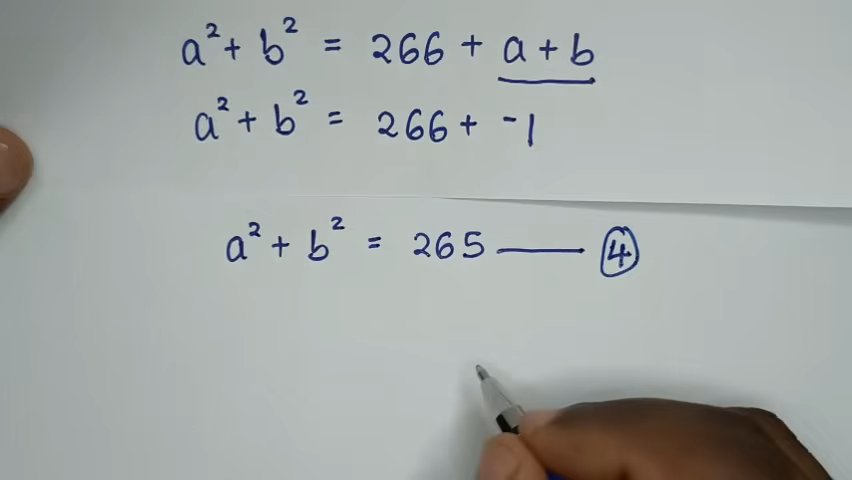 a² + b² = 266 + a + b
a² + b² = 266 + -1
a² + b² = 265 —— ④